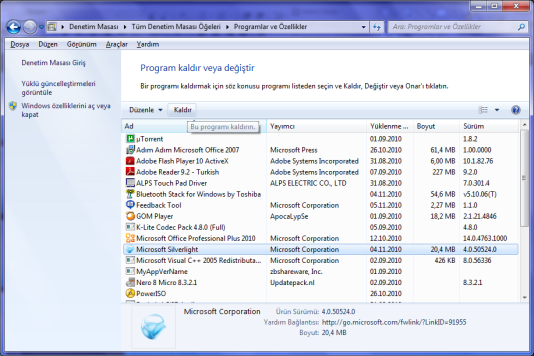 Denetim Masası ▸ Tüm Denetim Masası Öğeleri ▸ Programlar ve Özellikler
Ara: Programlar ve Özellikler
Dosya Düzen Görünüm Araçlar Yardım
Denetim Masası Giriş
Yüklü güncelleştirmeleri görüntüle
Windows özelliklerini aç veya kapat
Program kaldır veya değiştir
Bir programı kaldırmak için söz konusu programı listeden seçin ve Kaldır, Değiştir veya Onar'ı tıklatın.
Düzenle Kaldır
Bu programı kaldırın.
Ad Yayımcı Yüklenme ... Boyut Sürüm
µTorrent 01.09.2010 1.8.2
Adım Adım Microsoft Office 2007 Microsoft Press 01.09.2010 61,4 MB 1.00.0000
Adobe Flash Player 10 ActiveX Adobe Systems Incorporated 31.08.2010 6,00 MB 10.1.82.76
Adobe Reader 9.2 - Turkish Adobe Systems Incorporated 07.09.2010 227 MB 9.2.0
ALPS Touch Pad Driver ALPS ELECTRIC CO., LTD 31.08.2010 7.0.301.4
Bluetooth Stack for Windows by Toshiba 04.11.2010 54,6 MB v5.10.06(T)
Feedback Tool Microsoft Corporation 05.11.2010 2,27 MB 1.1.0
GOM Player ApocalypSe 01.09.2010 18,2 MB 2.1.21.4846
K-Lite Codec Pack 4.8.0 (Full) 05.09.2010 4.8.0
Microsoft Office Professional Plus 2010 Microsoft Corporation 12.10.2010 14.0.4763.1000
Microsoft Silverlight Microsoft Corporation 04.11.2010 20,4 MB 4.0.50524.0
Microsoft Visual C++ 2005 Redistributa... Microsoft Corporation 01.09.2010 426 KB 8.0.56336
MyAppVerName zbshareware, Inc. 01.09.2010
Nero 8 Micro 8.3.2.1 Updatepack.nl 01.09.2010 8.3.2.1
PowerISO 26.10.2010
Microsoft Corporation Ürün Sürümü: 4.0.50524.0
Yardım Bağlantısı: http://go.microsoft.com/fwlink/?LinkID=91955
Boyut: 20,4 MB